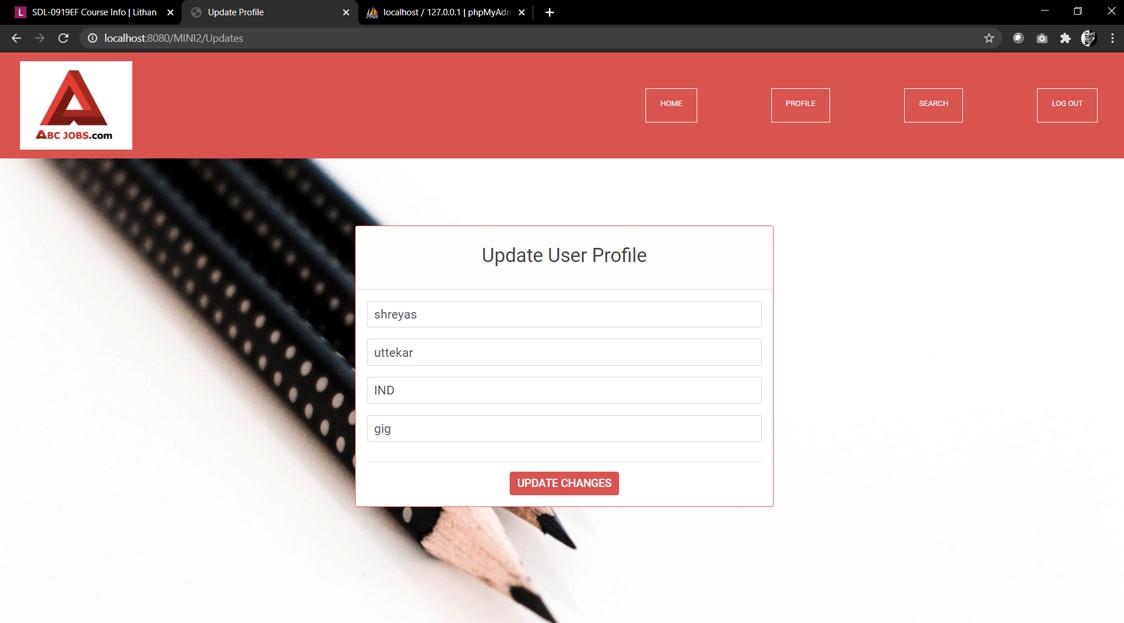 SDL-0919EF Course Info | Lithan
Update Profile
localhost / 127.0.0.1 | phpMyAdm
localhost:8080/MINI2/Updates
ABC JOBS.com
HOME
PROFILE
SEARCH
LOG OUT
Update User Profile
shreyas
uttekar
IND
gig
UPDATE CHANGES